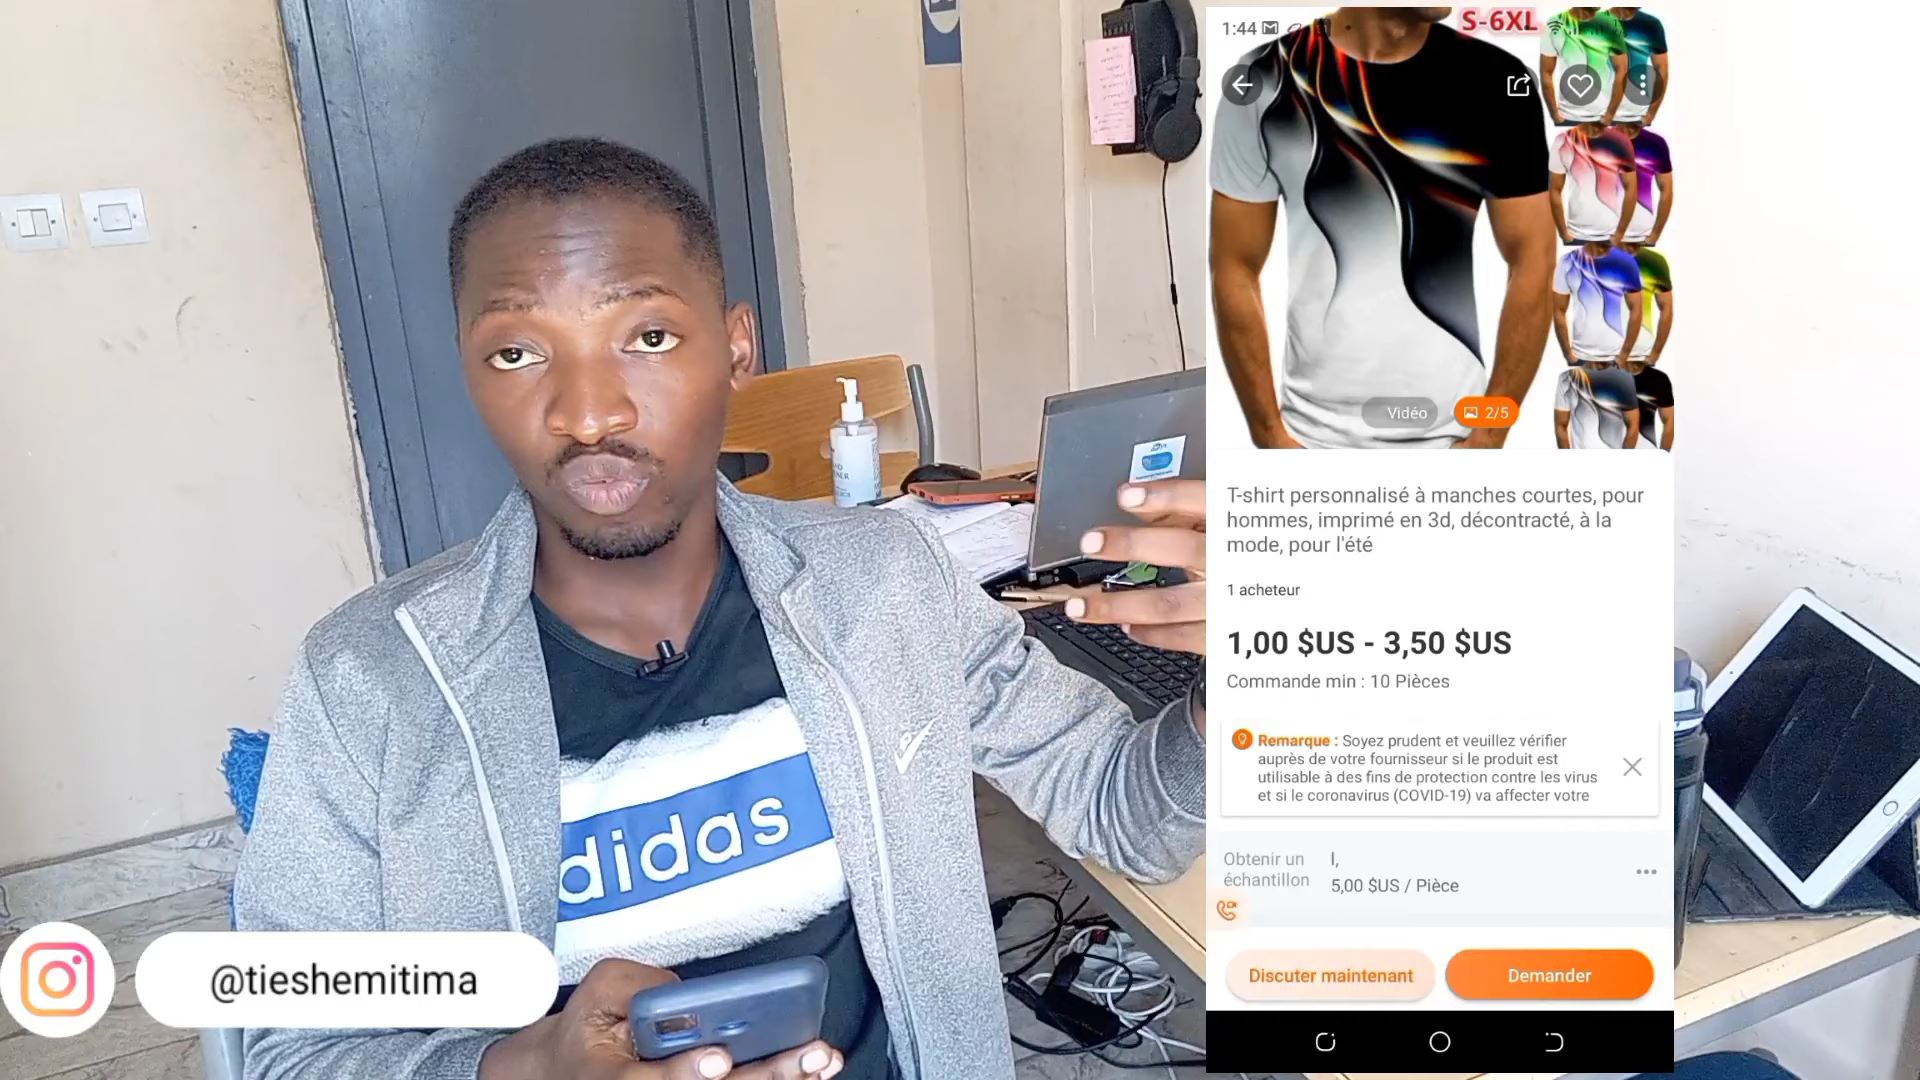 1:44
S-6XL
Vidéo
2/5
T-shirt personnalisé à manches courtes, pour
hommes, imprimé en 3d, décontracté, à la
mode, pour l'été
1 acheteur
1,00 $US - 3,50 $US
Commande min : 10 Pièces
Remarque : Soyez prudent et veuillez vérifier
auprès de votre fournisseur si le produit est
utilisable à des fins de protection contre les virus
et si le coronavirus (COVID-19) va affecter votre
Obtenir un
échantillon
l,
5,00 $US / Pièce
Discuter maintenant
Demander
didas
@tieshemitima